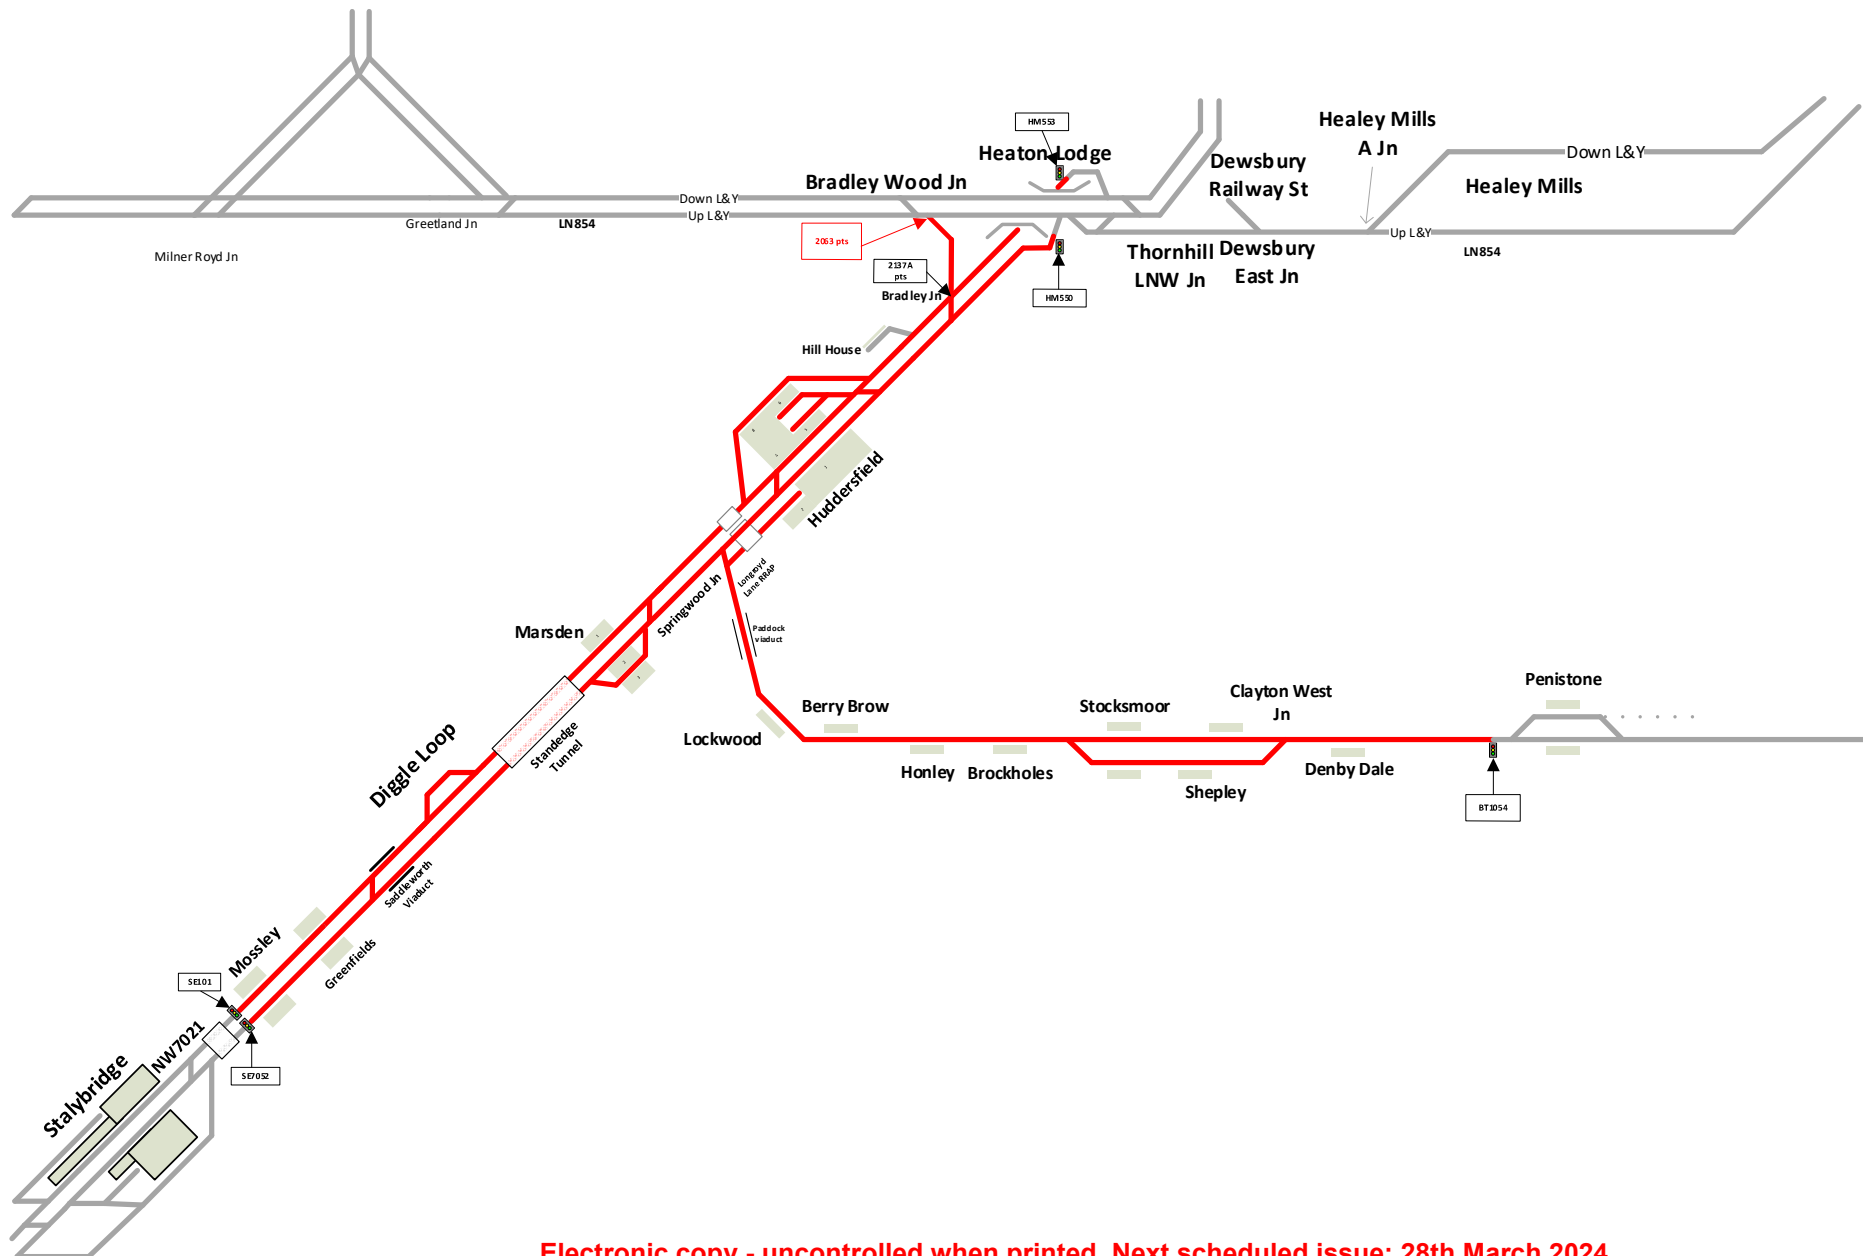 HM553
Healey Mills
A Jn
Heaton Lodge
Dewsbury
Railway St
Down L&Y
Bradley Wood Jn
Healey Mills
Down L&Y
Up L&Y
Greetland Jn
LN854
Milner Royd Jn
2063 pts
Up L&Y
LN854
Thornhill
LNW Jn
Dewsbury
East Jn
2137A
pts
Bradley Jn
HM550
Hill House
Huddersfield
Longroyd
Lane RRAP
Springwood Jn
Marsden
Paddock
viaduct
Penistone
Clayton West
Jn
Berry Brow
Stocksmoor
Lockwood
Standedge
Tunnel
Diggle Loop
Honley
Brockholes
Denby Dale
Shepley
BT1054
Saddleworth
Viaduct
Mossley
Greenfields
SE101
NW7021
SE7052
Stalybridge
Electronic copy - uncontrolled when printed. Next scheduled issue: 28th March 2024